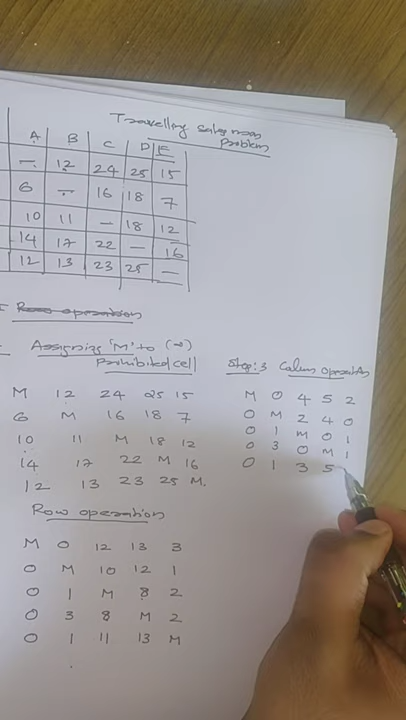 Travelling salesman
Problem
A B C D E
— 12 24 25 15
6 — 16 18 7
10 11 — 18 12
14 17 22 — 16
12 13 23 25 —
Row operation
Assigning 'M' to (∞)
Prohibited cell
M 12 24 25 15
6 M 16 18 7
10 11 M 18 12
14 17 22 M 16
12 13 23 25 M.
Row operation
M 0 12 13 3
0 M 10 12 1
0 1 M 8 2
0 3 8 M 2
0 1 11 13 M
Step: 3 Colum operation
M 0 4 5 2
0 M 2 4 0
0 1 M 0 1
0 3 0 M 1
0 1 3 5